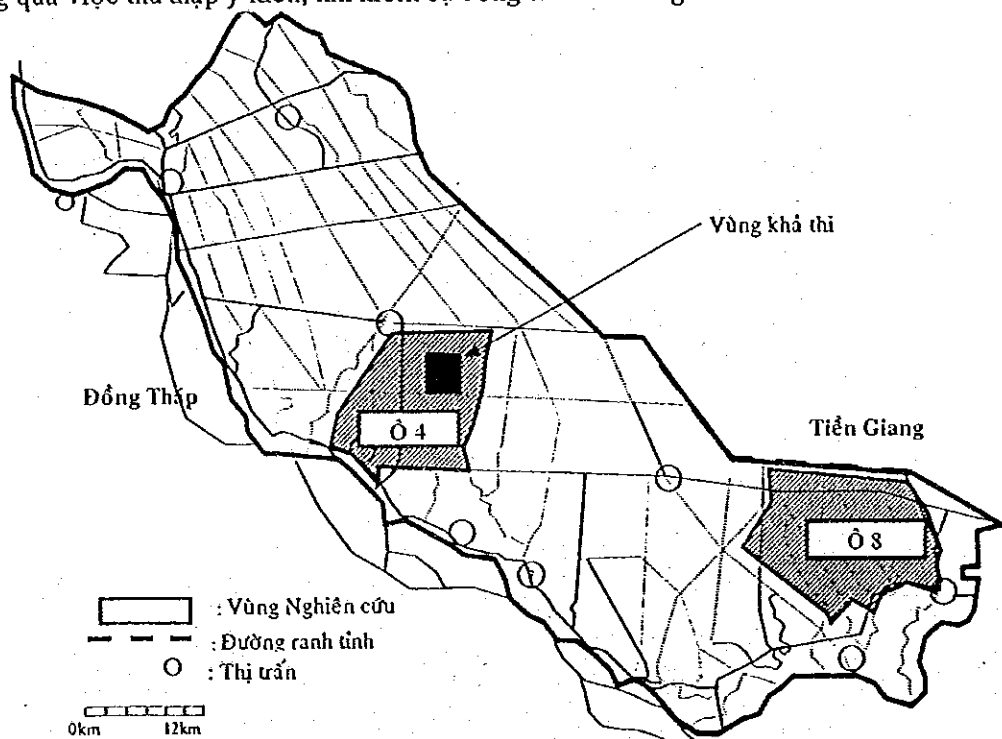 Vùng khả thi
Đồng Tháp
Tiền Giang
Ô 4
Ô 8
: Vùng Nghiên cứu
: Đường ranh tỉnh
: Thị trấn
0km 12km